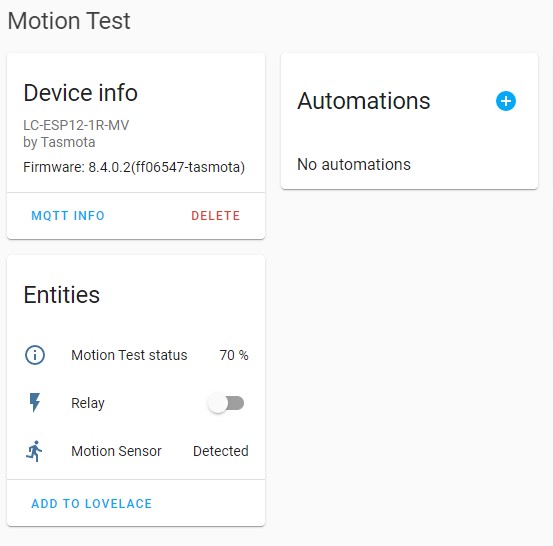 Motion Test
Device info
LC-ESP12-1R-MV
by Tasmota
Firmware: 8.4.0.2(ff06547-tasmota)
MQTT INFO DELETE
Automations
No automations
Entities
Motion Test status 70 %
Relay
Motion Sensor Detected
ADD TO LOVELACE